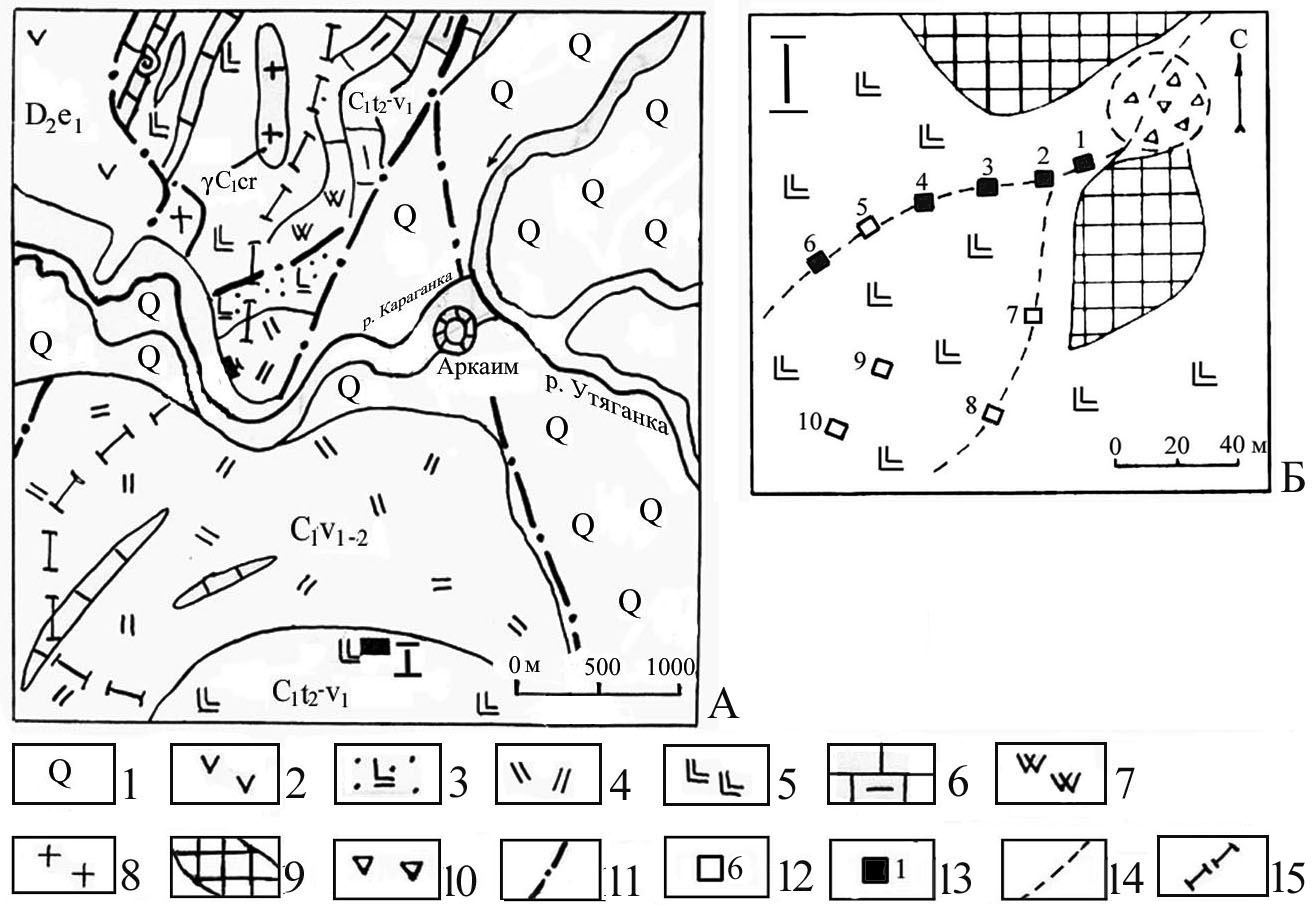 D₂e₁
C₁t₂-v₁
γC₁cr
Q
Q
Q
Q
Q
Q
Q
р. Караганка
Аркаим
р. Утяганка
Q
Q
Q
Q
Q
Q
Q
Q
C₁v₁₋₂
C₁t₂-v₁
0 м 500 1000
А
I
С
1
2
3
4
5
6
7
8
9
10
0 20 40 м
Б
Q 1 2 3 4 5 6 7
8 9 10 11 6 12 1 13 14 15